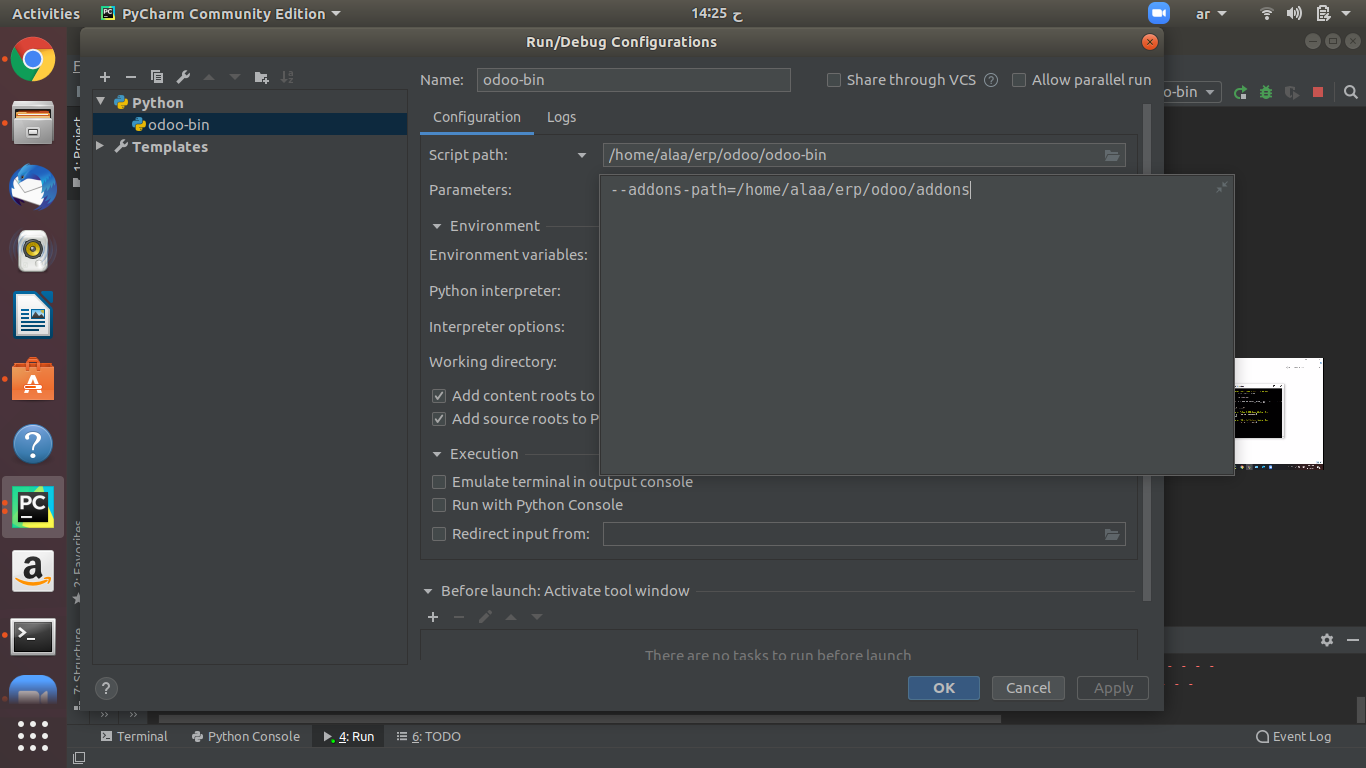 Activities
PyCharm Community Edition
14:25 ح
ar
Run/Debug Configurations
Name:
odoo-bin
Share through VCS
Allow parallel run
o-bin
Python
odoo-bin
Templates
Configuration
Logs
Script path:
/home/alaa/erp/odoo/odoo-bin
Parameters:
--addons-path=/home/alaa/erp/odoo/addons
Environment
Environment variables:
Python interpreter:
Interpreter options:
Working directory:
Add content roots to
Add source roots to P
Execution
Emulate terminal in output console
Run with Python Console
Redirect input from:
Before launch: Activate tool window
There are no tasks to run before launch
OK
Cancel
Apply
1: Project
2: Favorites
7: Structure
Terminal
Python Console
4: Run
6: TODO
Event Log